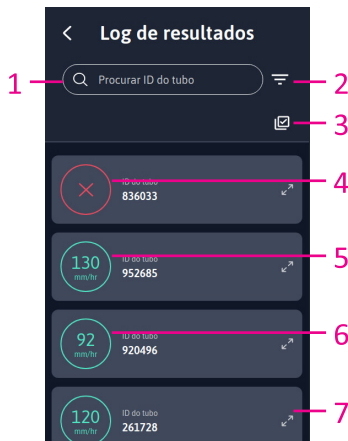 Log de resultados
1
Procurar ID do tubo
2
3
ID do tubo
836033
4
130
mm/hr
ID do tubo
952685
5
92
mm/hr
ID do tubo
920496
6
120
mm/hr
ID do tubo
261728
7